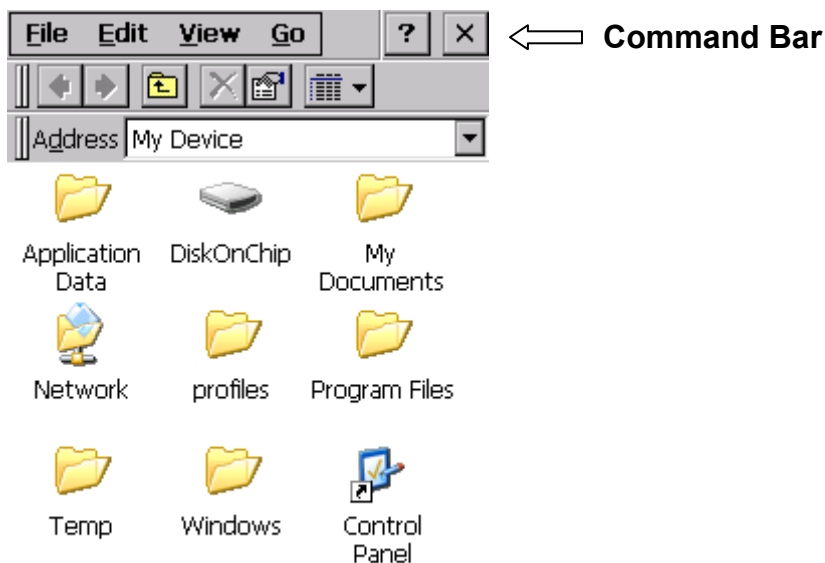 File Edit View Go ? × Command Bar
Address My Device
Application Data DiskOnChip My Documents
Network profiles Program Files
Temp Windows Control Panel